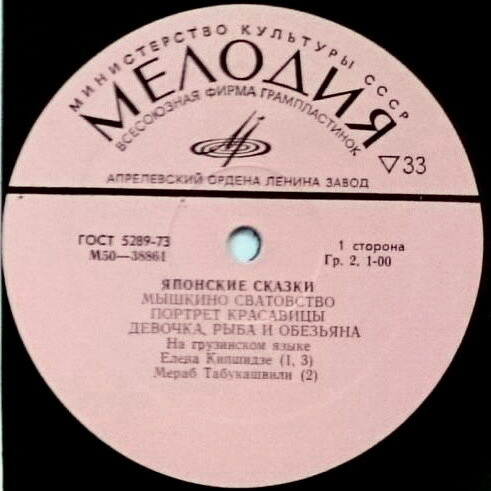 МИНИСТЕРСТВО КУЛЬТУРЫ СССР
МЕЛОДИЯ
ВСЕСОЮЗНАЯ ФИРМА ГРАМПЛАСТИНОК
▽33
АПРЕЛЕВСКИЙ ОРДЕНА ЛЕНИНА ЗАВОД
ГОСТ 5289-73
М50—38861
1 сторона
Гр. 2, 1-00
ЯПОНСКИЕ СКАЗКИ
МЫШКИНО СВАТОВСТВО
ПОРТРЕТ КРАСАВИЦЫ
ДЕВОЧКА, РЫБА И ОБЕЗЬЯНА
На грузинском языке
Елена Кипшидзе (1, 3)
Мераб Табукашвили (2)